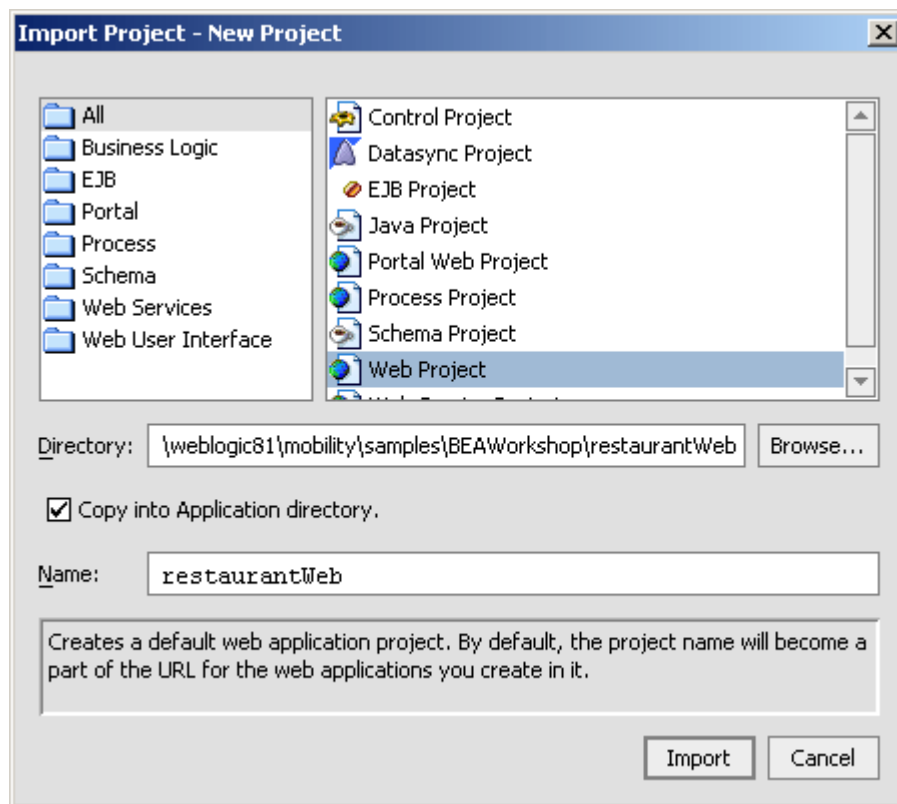 Import Project - New Project
All
Business Logic
EJB
Portal
Process
Schema
Web Services
Web User Interface
Control Project
Datasync Project
EJB Project
Java Project
Portal Web Project
Process Project
Schema Project
Web Project
Directory: \weblogic81\mobility\samples\BEAWorkshop\restaurantWeb Browse...
Copy into Application directory.
Name: restaurantWeb
Creates a default web application project. By default, the project name will become a
part of the URL for the web applications you create in it.
Import Cancel